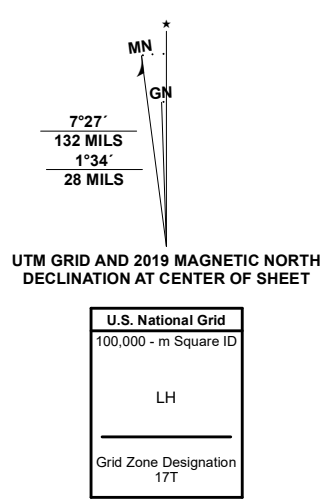 ★
MN
GN
7°27´
132 MILS
1°34´
28 MILS
UTM GRID AND 2019 MAGNETIC NORTH
DECLINATION AT CENTER OF SHEET
U.S. National Grid
100,000 - m Square ID
LH
Grid Zone Designation
17T